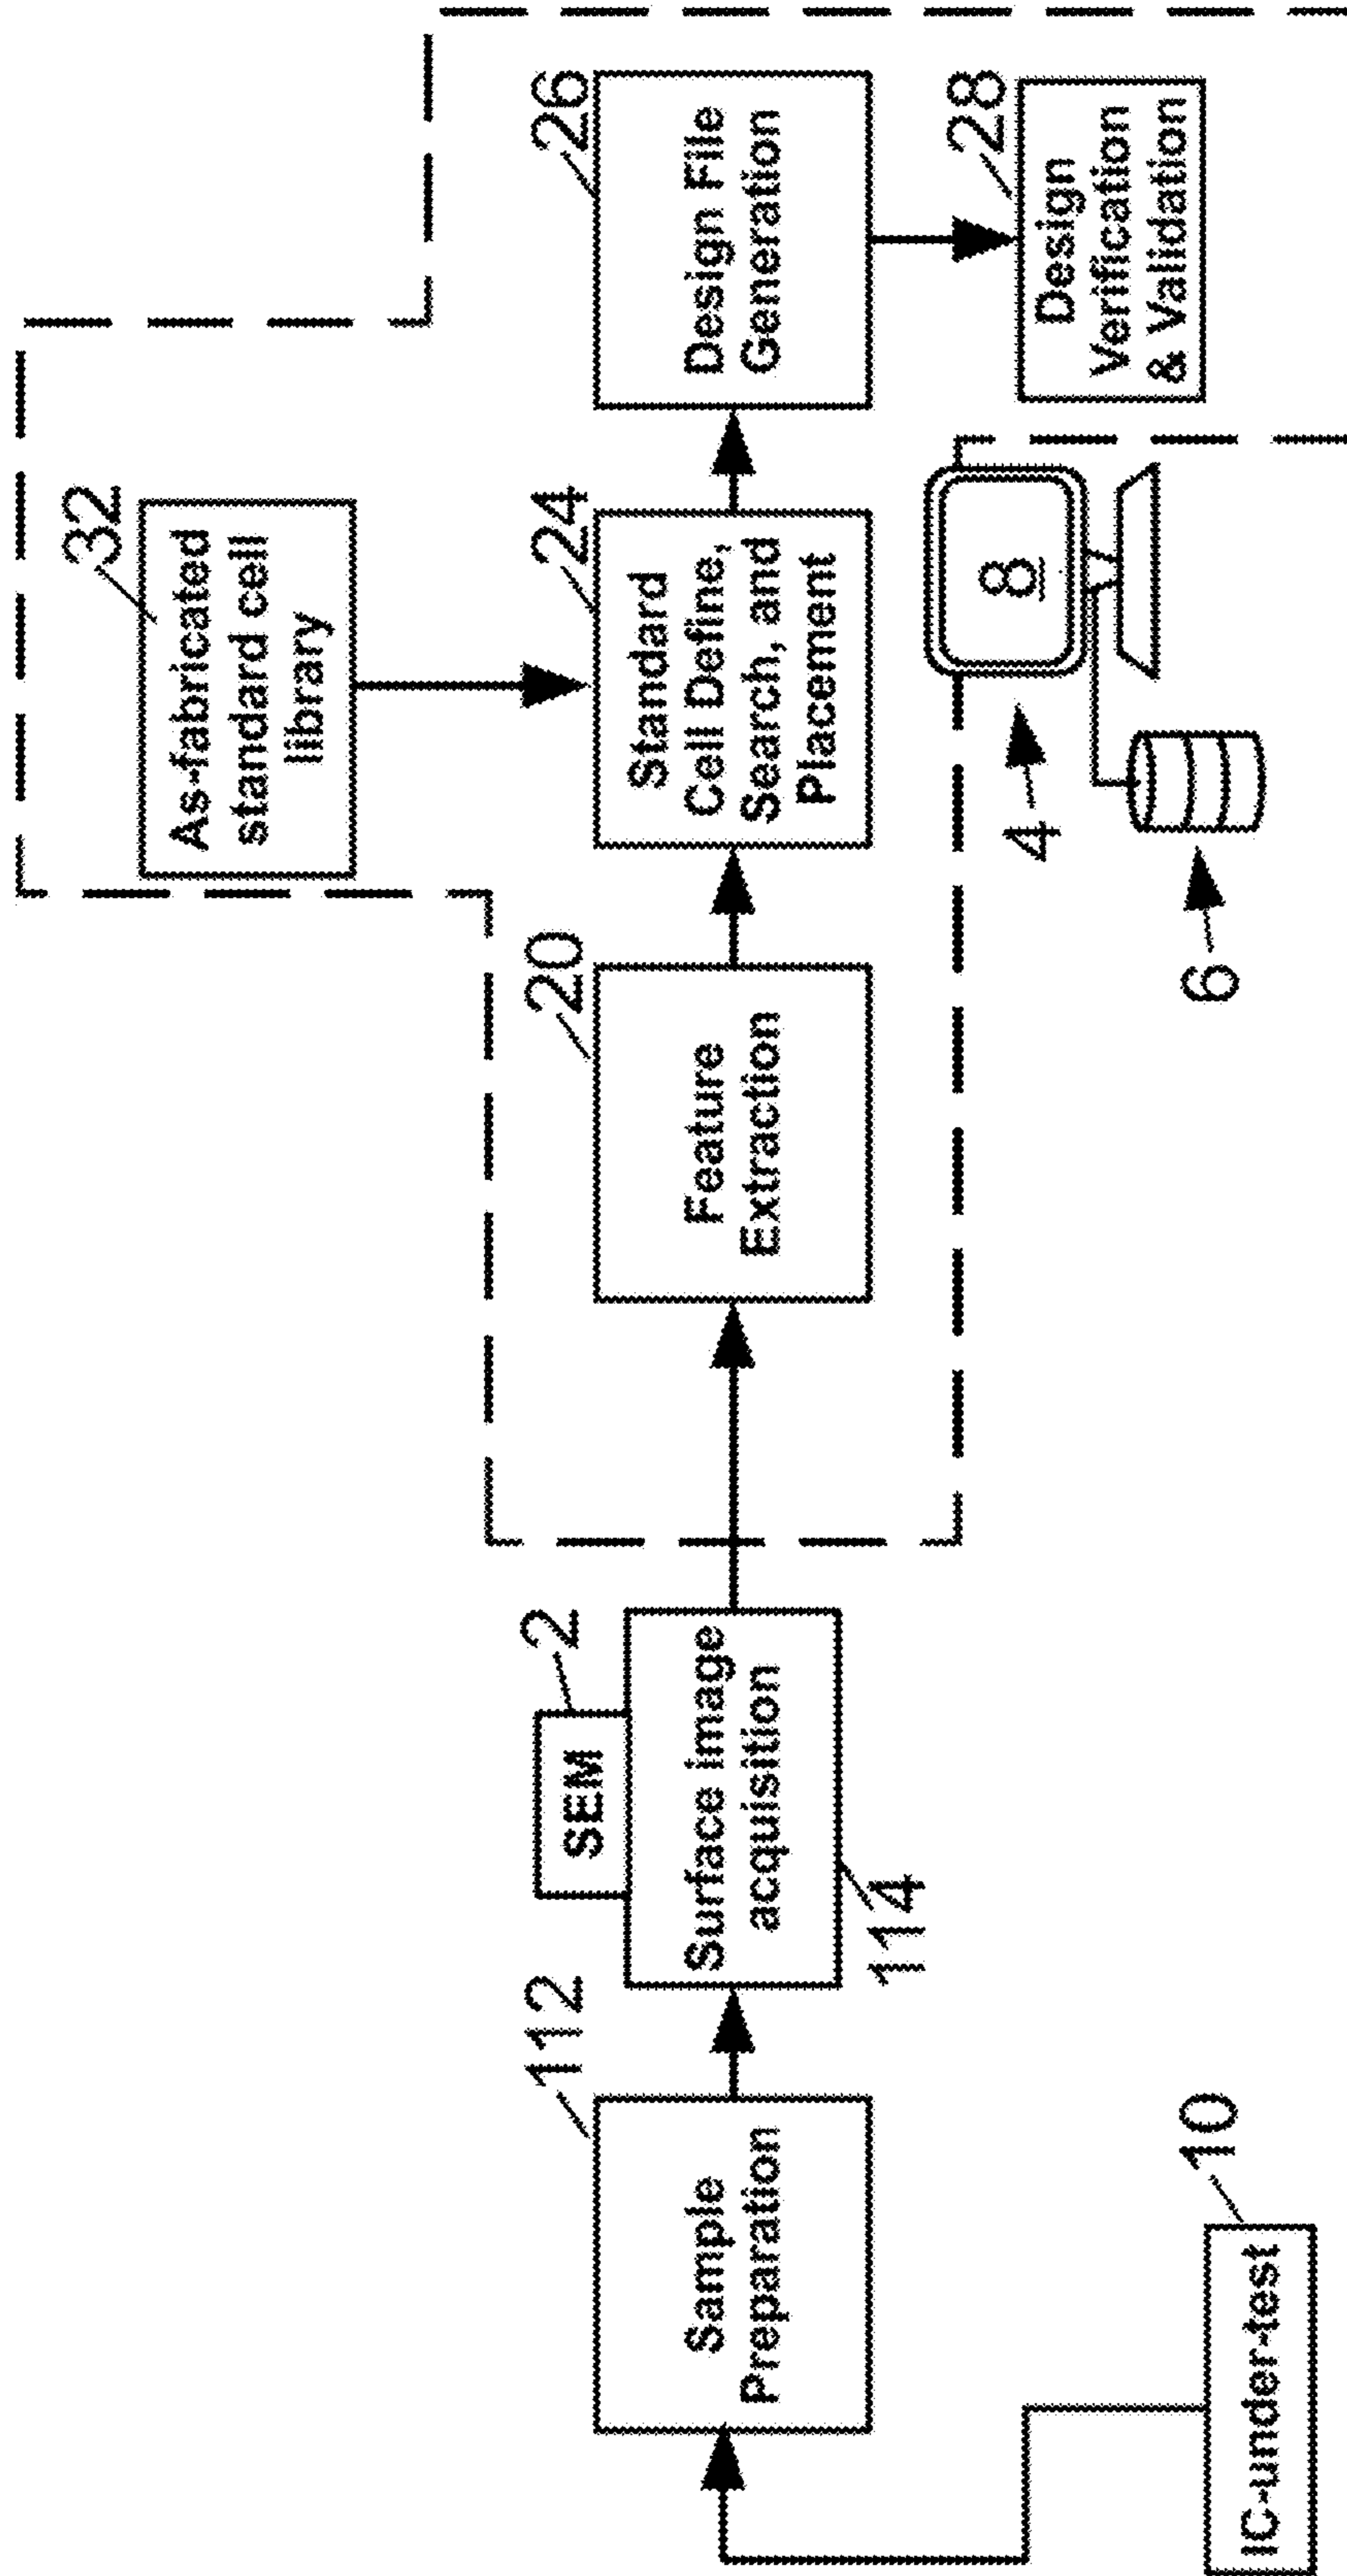 IC-under-test
10
Sample
Preparation
112
SEM
2
Surface image
acquisition
114
Feature
Extraction
20
As-fabricated
standard cell
library
32
Standard
Cell Define,
Search, and
Placement
24
Design File
Generation
26
Design
Verification
& Validation
28
4
6
8